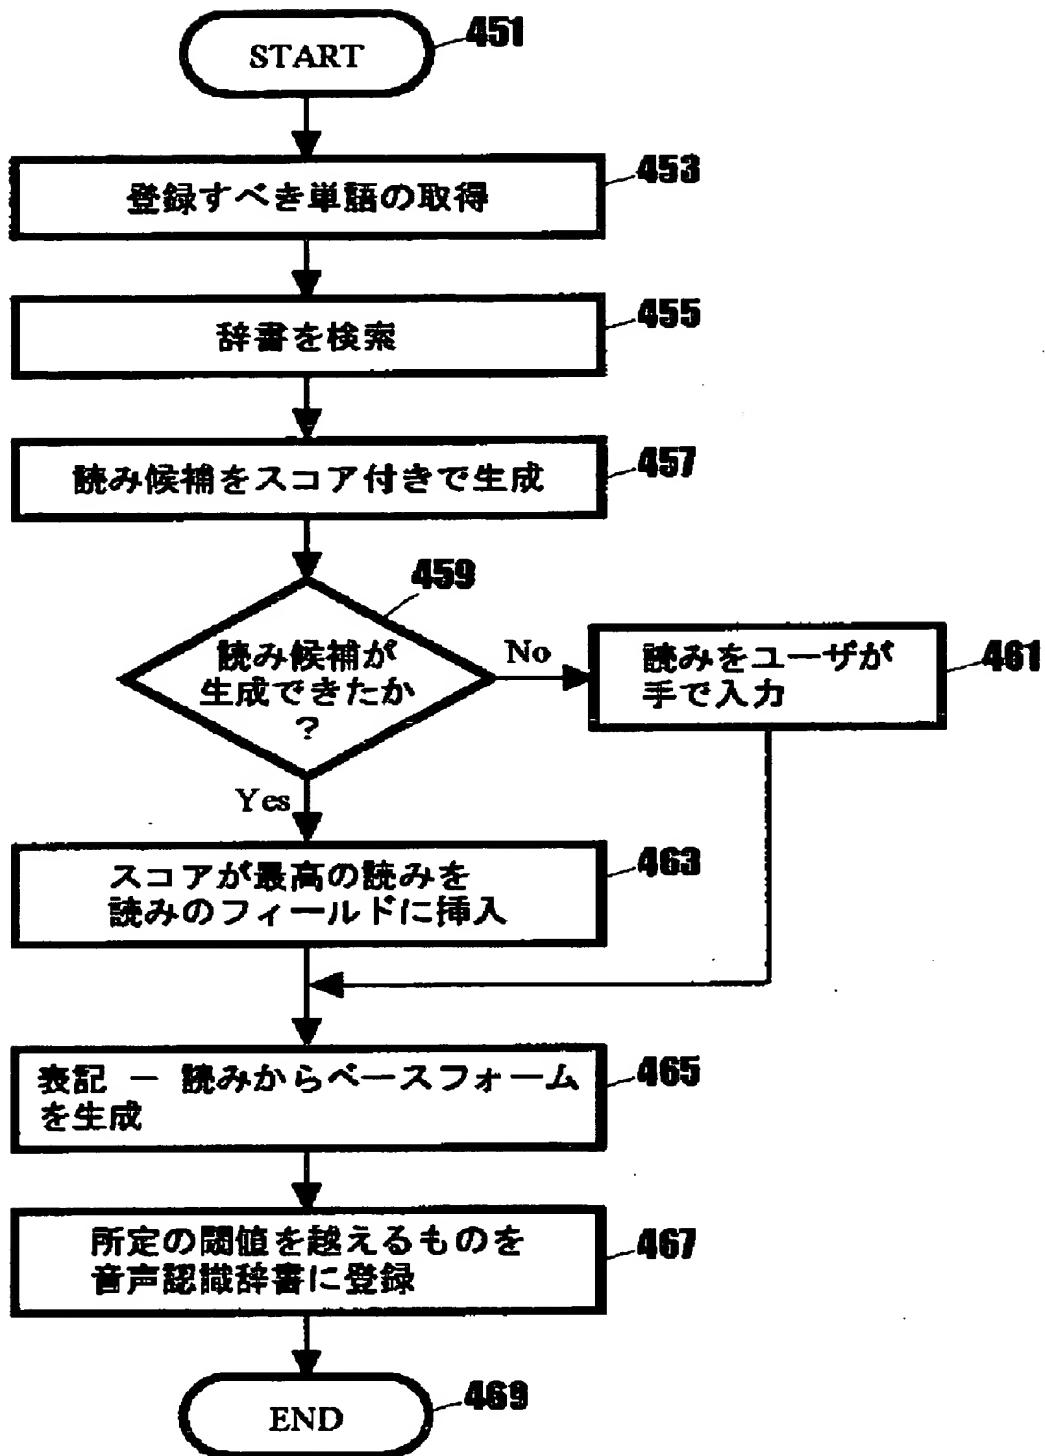 START
451
登録すべき単語の取得
453
辞書を検索
455
読み候補をスコア付きで生成
457
459
読み候補が
生成できたか
?
No
読みをユーザが
手で入力
461
Yes
スコアが最高の読みを
読みのフィールドに挿入
463
表記 － 読みからベースフォーム
を生成
465
所定の閾値を越えるものを
音声認識辞書に登録
467
END
469